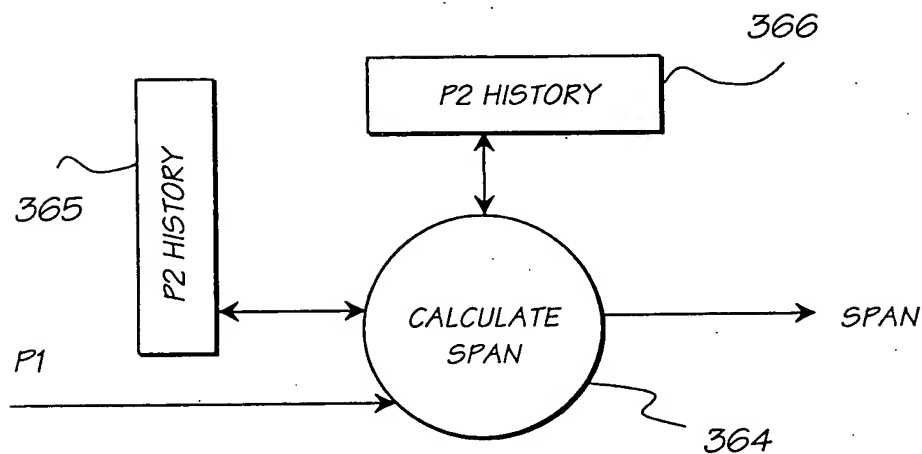 366
P2 HISTORY
365
P2 HISTORY
CALCULATE
SPAN
SPAN
P1
364